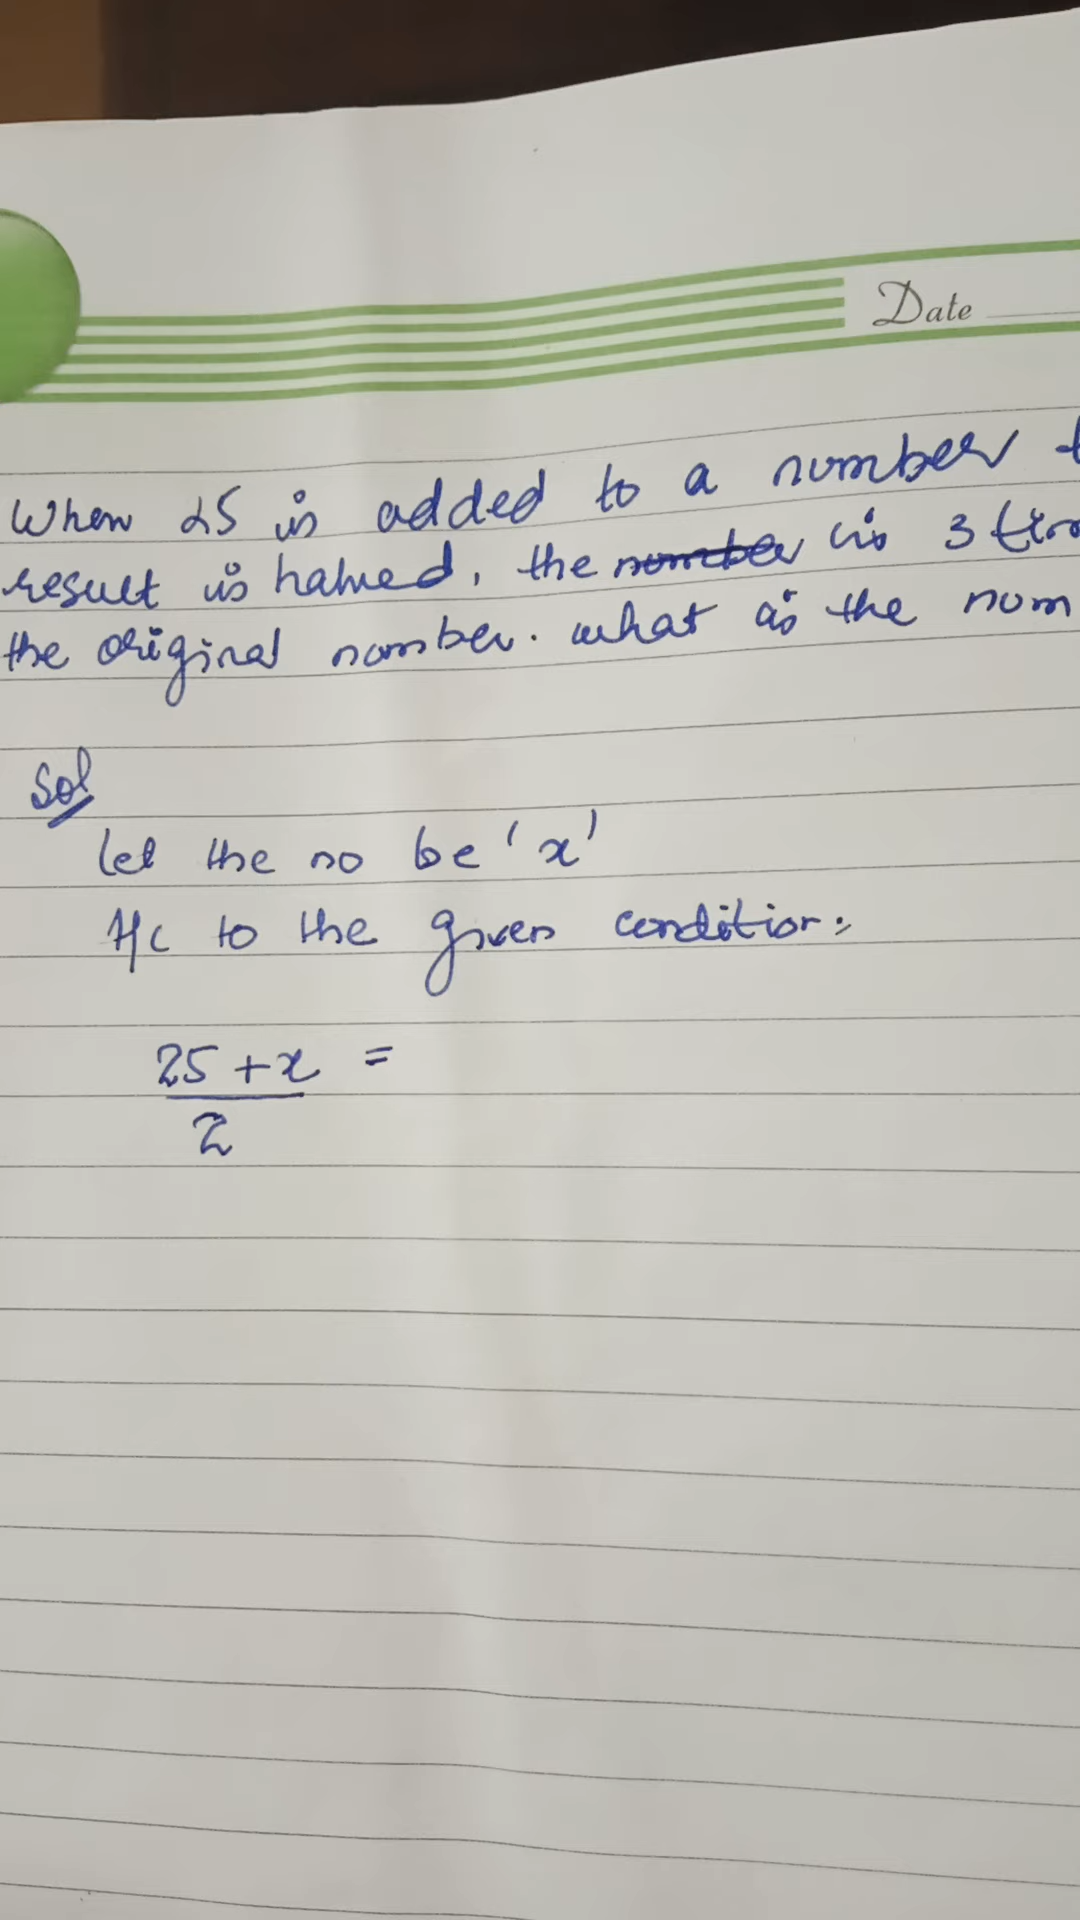 Date
When 25 is added to a number
result is halved, the is 3
the original number. what is the
Sol
let the no be 'x'
A/c to the given condition:
25 + x =
2